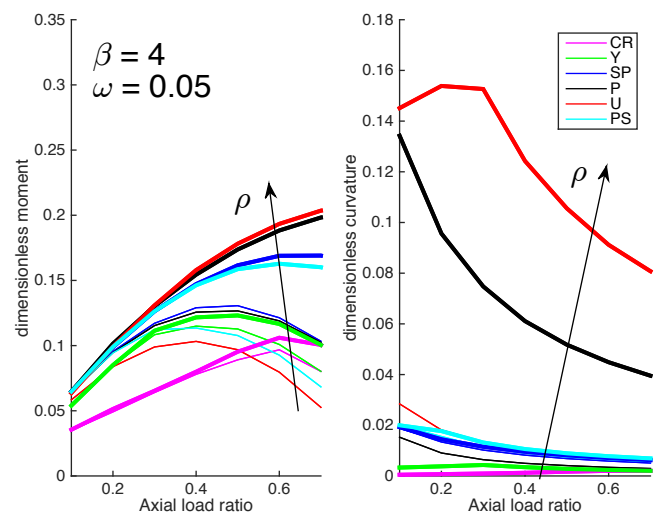 β = 4
ω = 0.05
ρ
dimensionless moment
0.35
0.3
0.25
0.2
0.15
0.1
0.05
0
0.2 0.4 0.6
Axial load ratio
CR
Y
SP
P
U
PS
ρ
dimensionless curvature
0.18
0.16
0.14
0.12
0.1
0.08
0.06
0.04
0.02
0
0.2 0.4 0.6
Axial load ratio